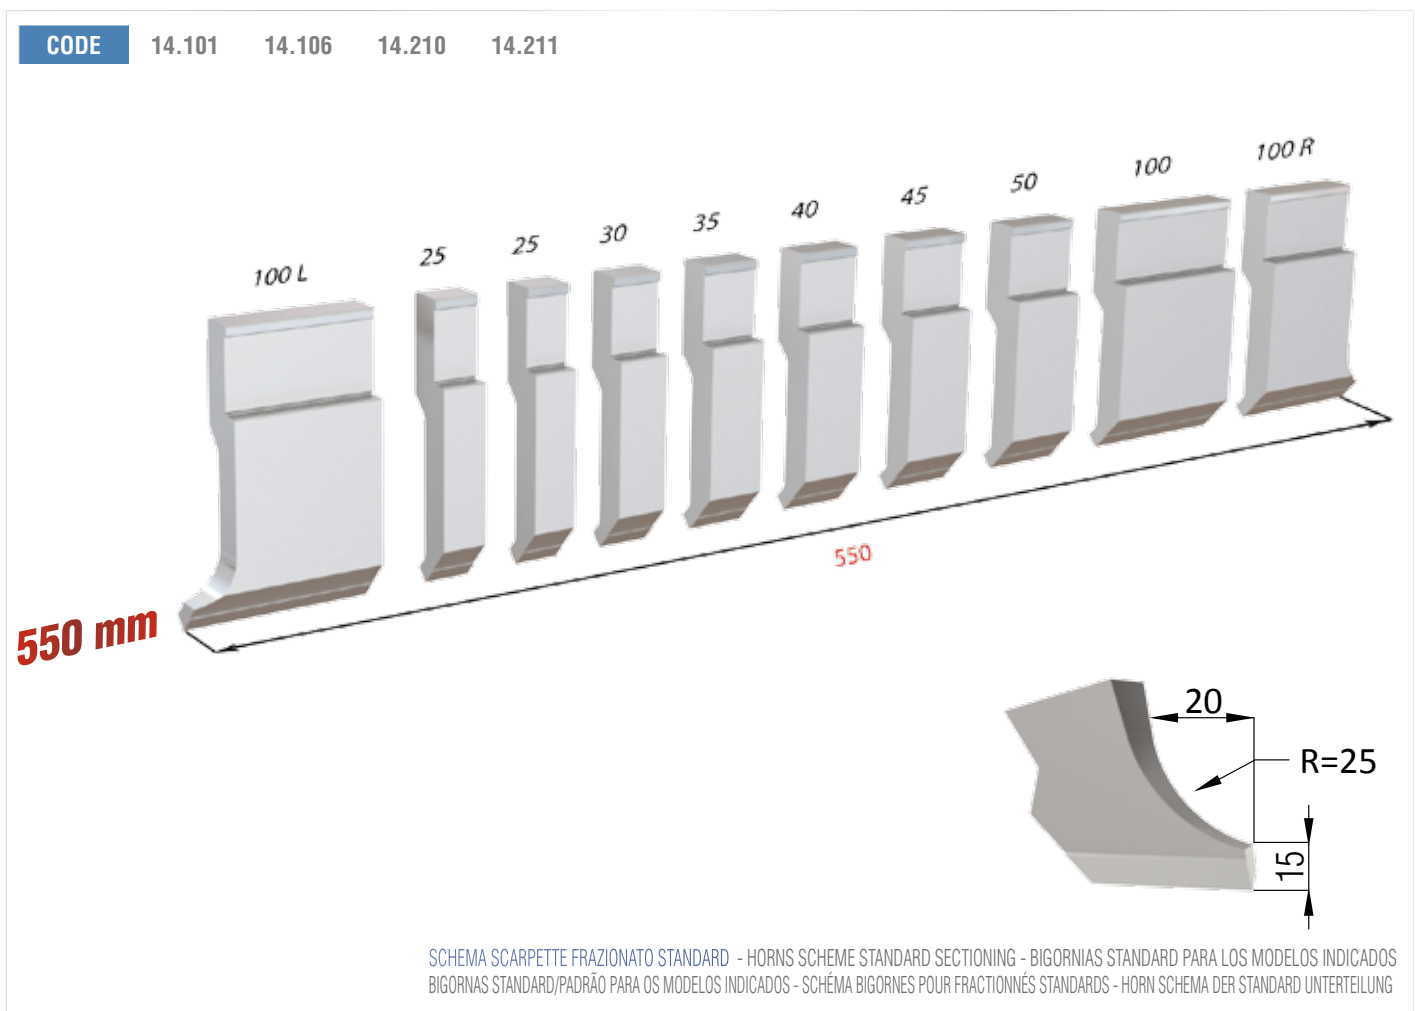 CODE 14.101 14.106 14.210 14.211
100 L 25 25 30 35 40 45 50 100 100 R
550
550 mm
20
R=25
15
SCHEMA SCARPETTE FRAZIONATO STANDARD - HORNS SCHEME STANDARD SECTIONING - BIGORNIAS STANDARD PARA LOS MODELOS INDICADOS
BIGORNAS STANDARD/PADRÃO PARA OS MODELOS INDICADOS - SCHÉMA BIGORNES POUR FRACTIONNÉS STANDARDS - HORN SCHEMA DER STANDARD UNTERTEILUNG